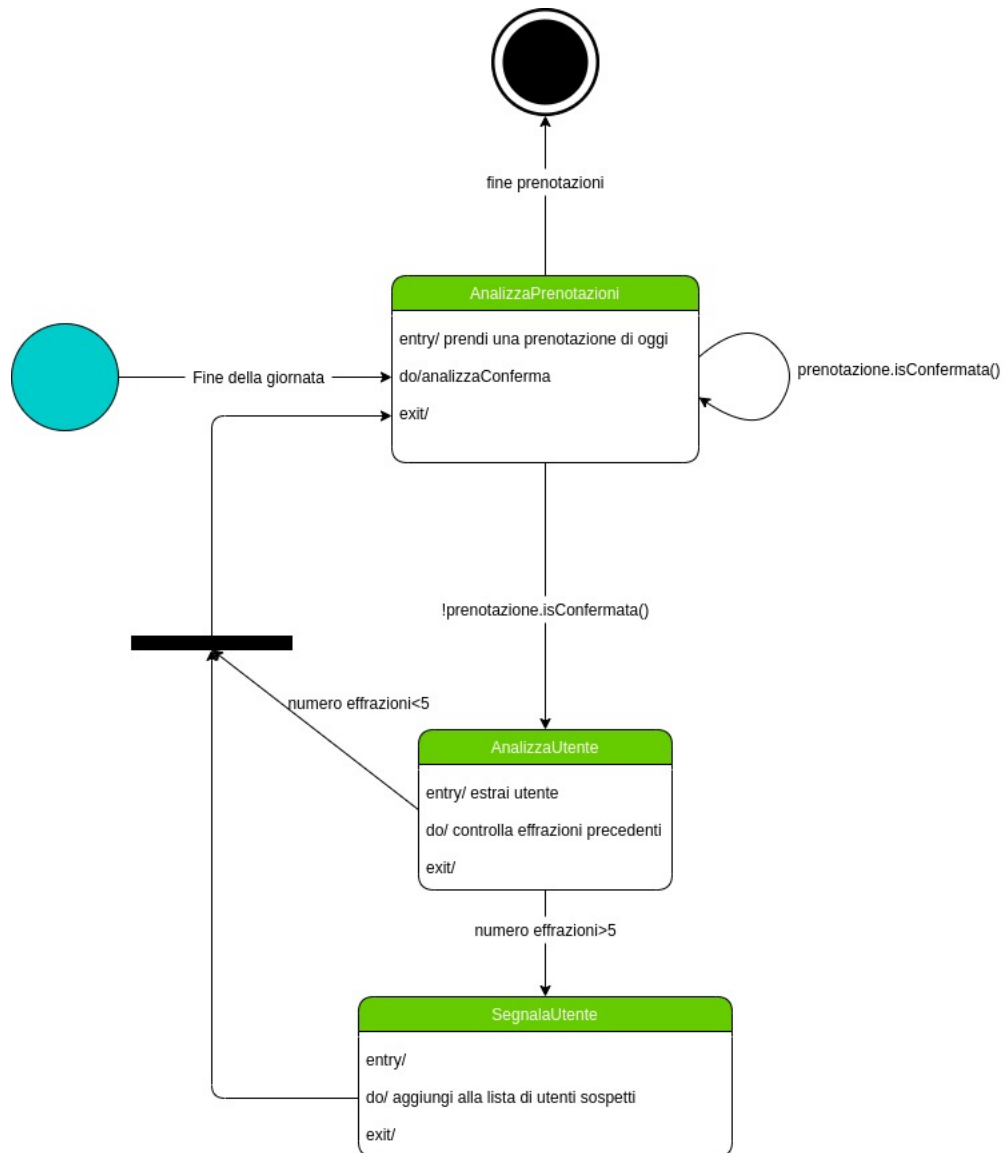 fine prenotazioni
AnalizzaPrenotazioni
entry/ prendi una prenotazione di oggi
do/analizzaConferma
exit/
Fine della giornata
prenotazione.isConfermata()
!prenotazione.isConfermata()
numero effrazioni<5
AnalizzaUtente
entry/ estrai utente
do/ controlla effrazioni precedenti
exit/
numero effrazioni>5
SegnalaUtente
entry/
do/ aggiungi alla lista di utenti sospetti
exit/